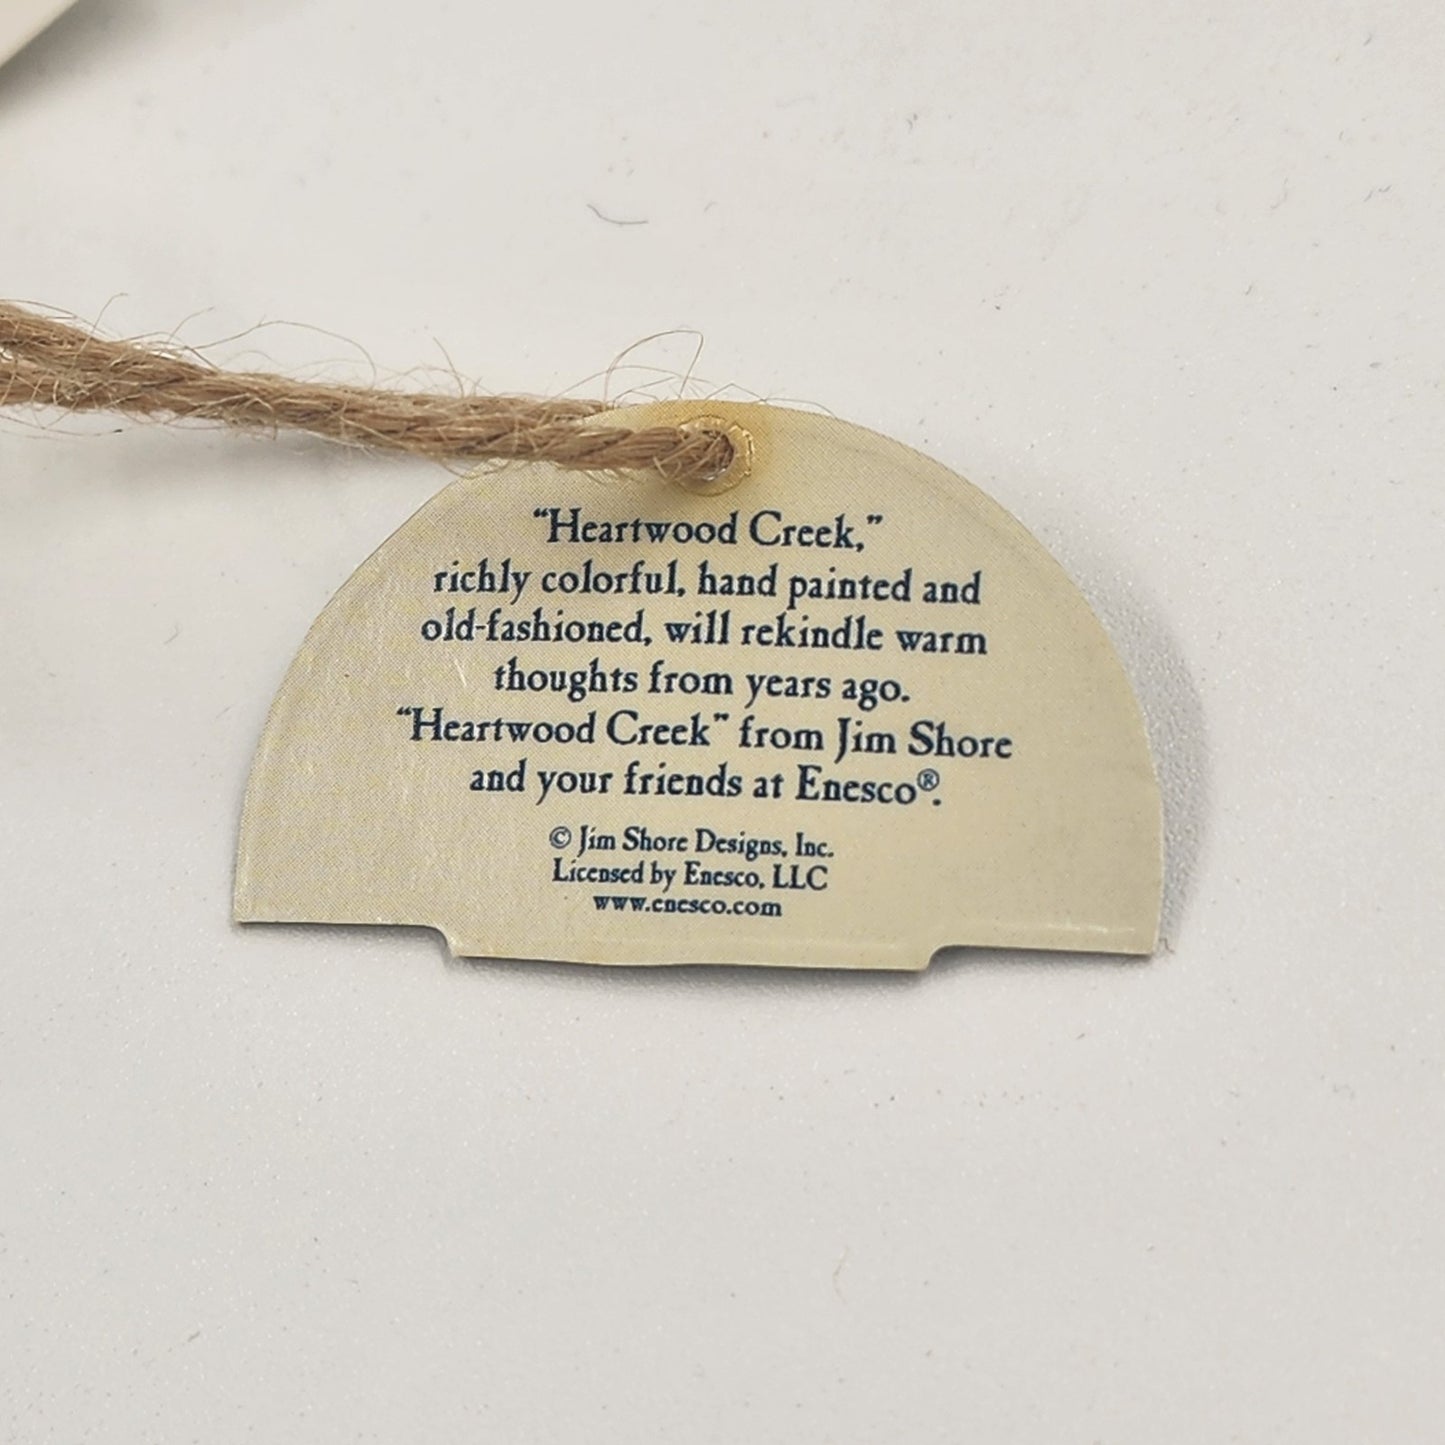 “Heartwood Creek,”
richly colorful, hand painted and
old-fashioned, will rekindle warm
thoughts from years ago.
“Heartwood Creek” from Jim Shore
and your friends at Enesco®.
© Jim Shore Designs, Inc.
Licensed by Enesco, LLC
www.enesco.com